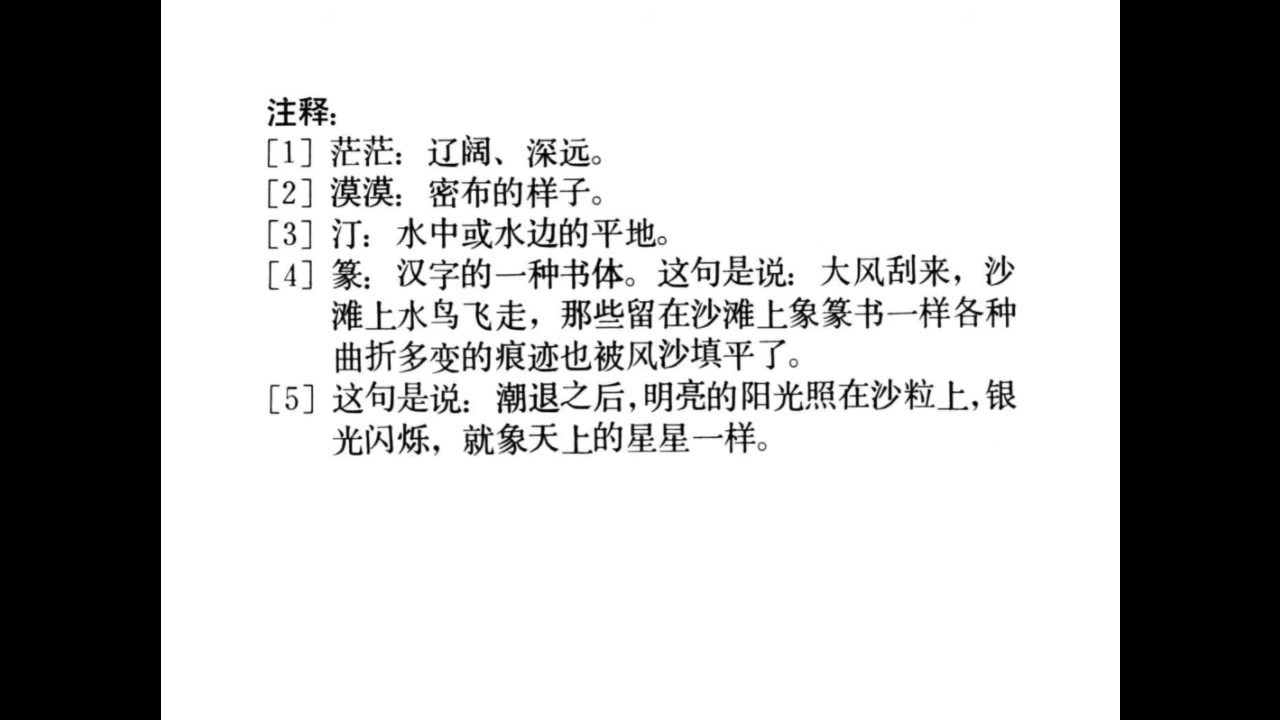 注释：
[1] 茫茫：辽阔、深远。
[2] 漠漠：密布的样子。
[3] 汀：水中或水边的平地。
[4] 篆：汉字的一种书体。这句是说：大风刮来，沙
滩上水鸟飞走，那些留在沙滩上象篆书一样各种
曲折多变的痕迹也被风沙填平了。
[5] 这句是说：潮退之后，明亮的阳光照在沙粒上，银
光闪烁，就象天上的星星一样。